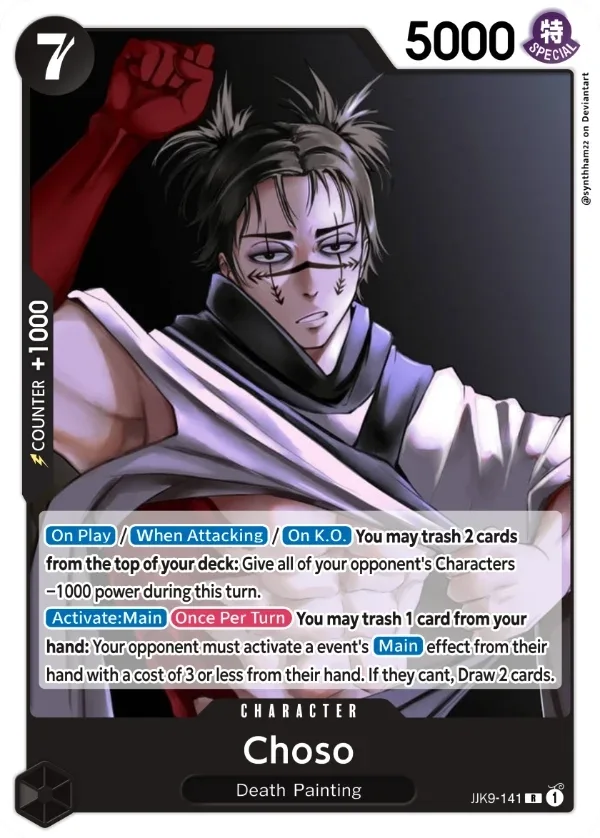 7
5000
特
SPECIAL
@synthham22 on Deviantart
COUNTER +1000
On Play / When Attacking / On K.O. You may trash 2 cards
from the top of your deck: Give all of your opponent's Characters
−1000 power during this turn.
Activate:Main Once Per Turn You may trash 1 card from your
hand: Your opponent must activate a event's Main effect from their
hand with a cost of 3 or less from their hand. If they cant, Draw 2 cards.
CHARACTER
Choso
Death Painting
JJK9-141 R 1